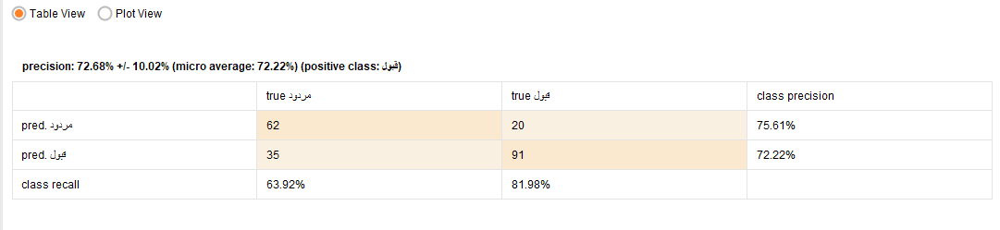 Table View Plot View
precision: 72.68% +/- 10.02% (micro average: 72.22%) (positive class: قبول)
true مردود true قبول class precision
pred. مردود 62 20 75.61%
pred. قبول 35 91 72.22%
class recall 63.92% 81.98%